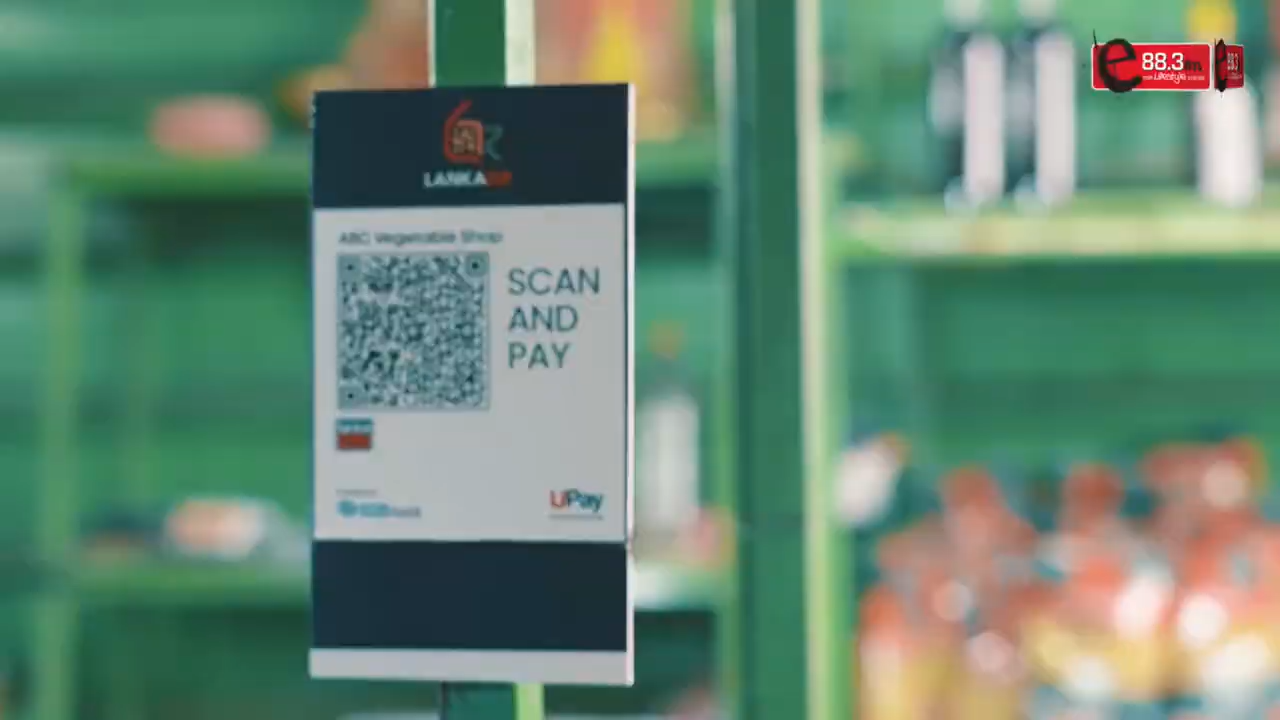 LANKAQR
ABC Vegetable Shop
SCAN
AND
PAY
UPay
e 88.3